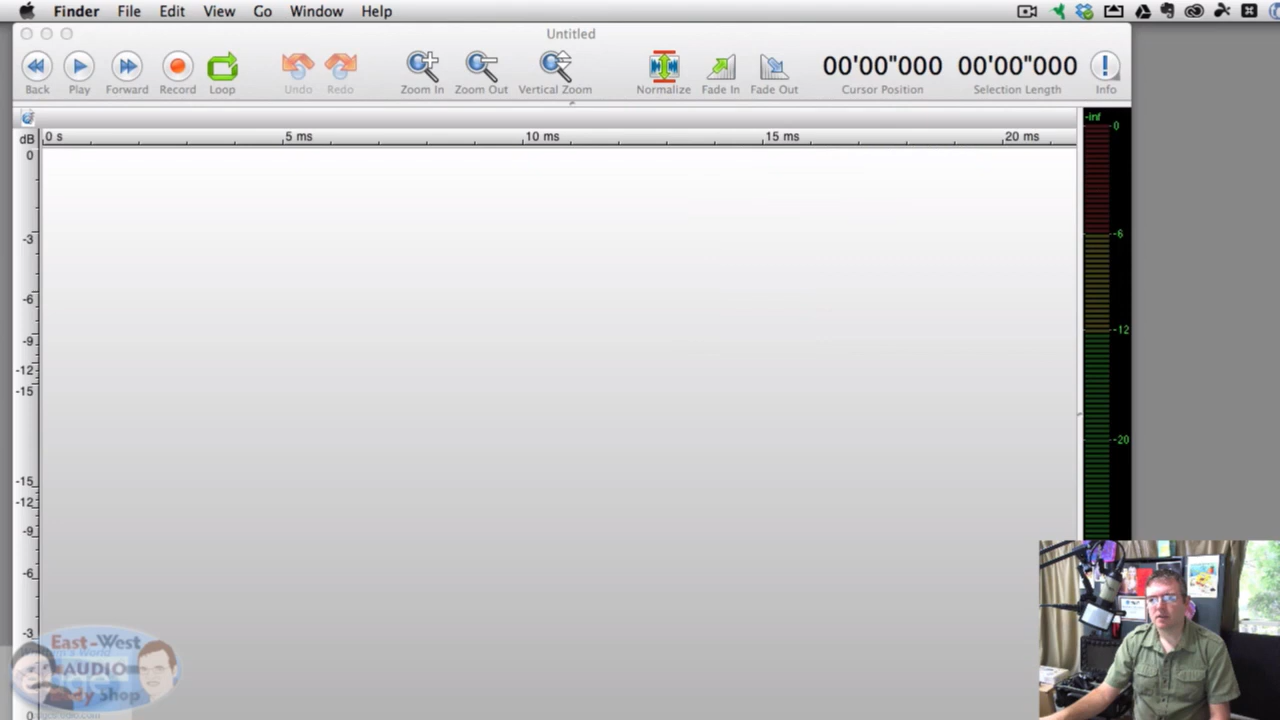 Finder File Edit View Go Window Help
Untitled
Back Play Forward Record Loop Undo Redo Zoom In Zoom Out Vertical Zoom Normalize Fade In Fade Out
00'00"000 00'00"000
Cursor Position Selection Length Info
-inf
dB 0 s 5 ms 10 ms 15 ms 20 ms
0
-3
-6
-9
-12
-15
-15
-12
-9
-6
-3
0
0
-6
-12
-20
East-West
AUDIO
Shop